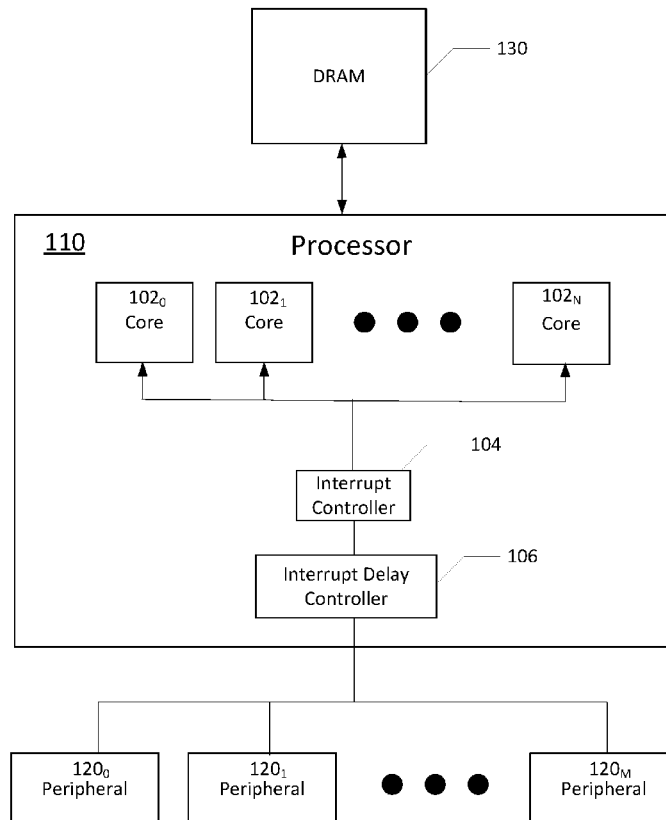 DRAM
130
110
Processor
102₀
Core
102₁
Core
102N
Core
104
Interrupt
Controller
106
Interrupt Delay
Controller
120₀
Peripheral
120₁
Peripheral
120M
Peripheral